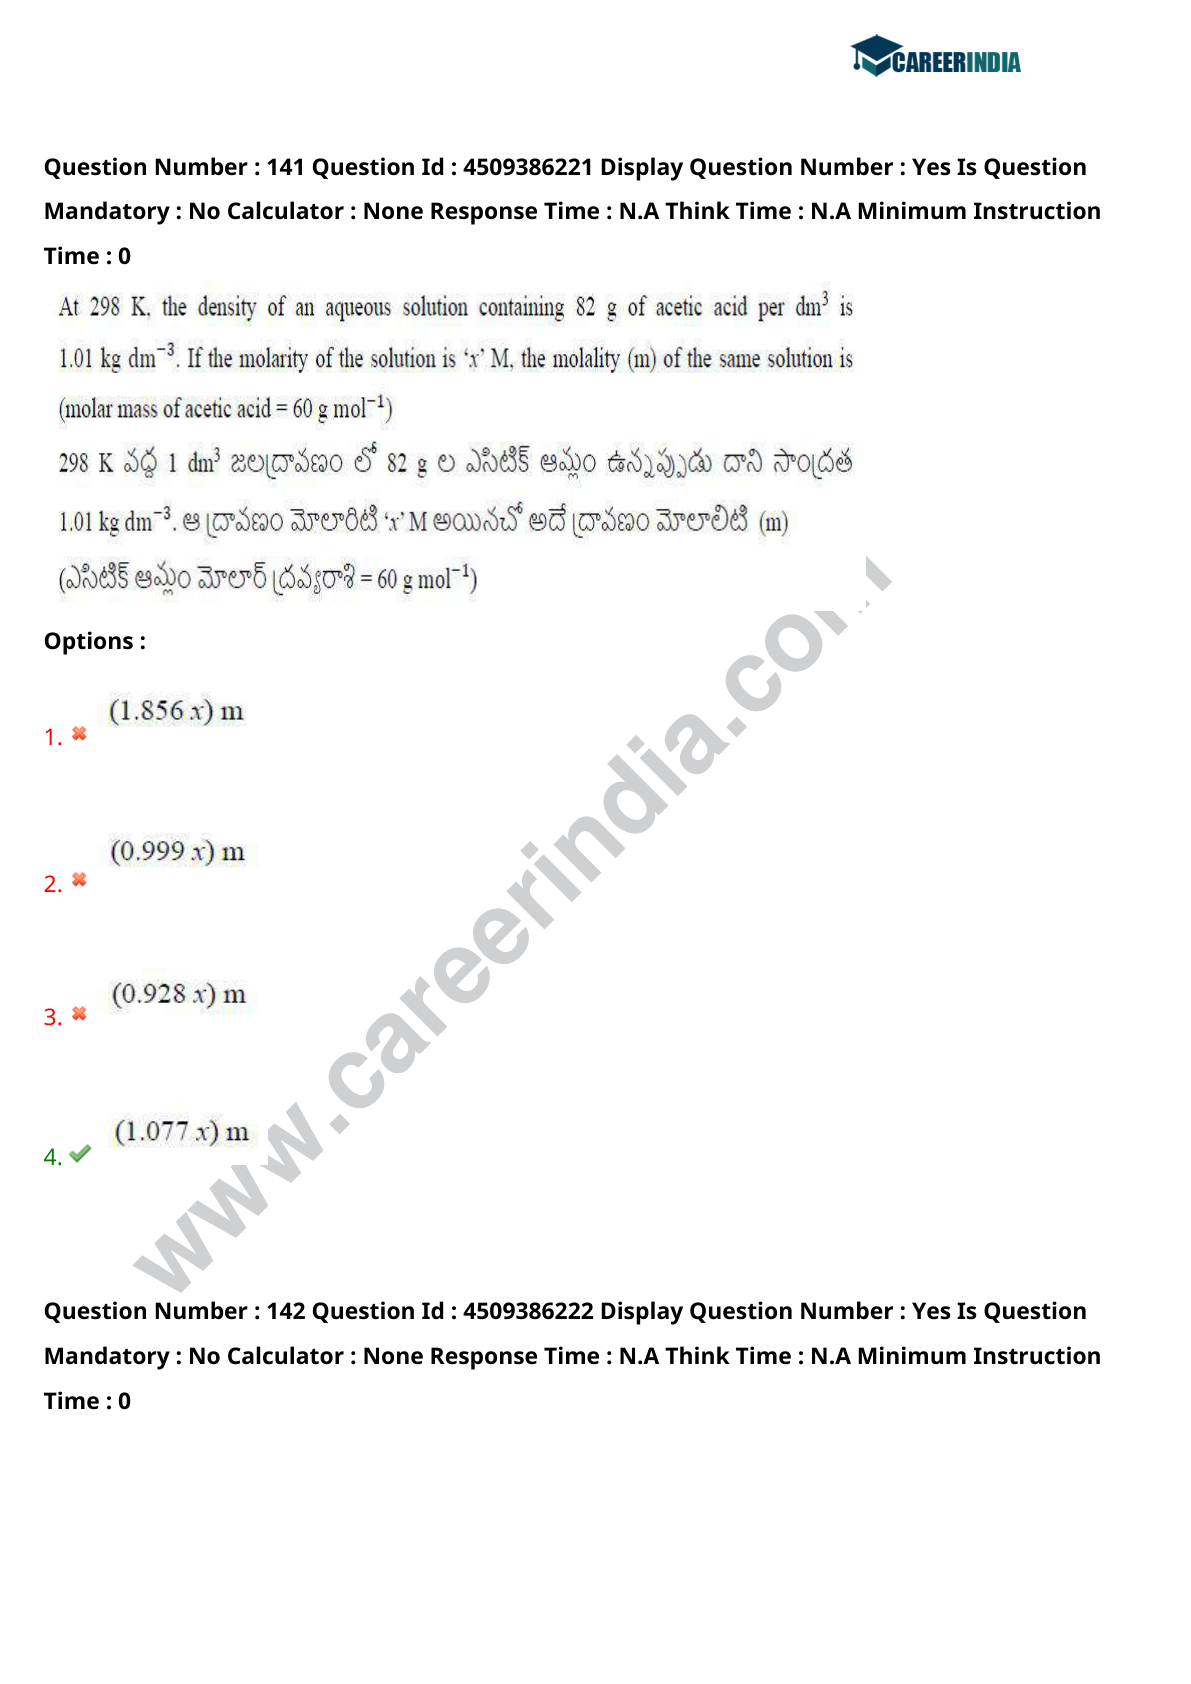 CAREERINDIA
Question Number : 141 Question Id : 4509386221 Display Question Number : Yes Is Question
Mandatory : No Calculator : None Response Time : N.A Think Time : N.A Minimum Instruction
Time : 0
At 298 K, the density of an aqueous solution containing 82 g of acetic acid per dm³ is
1.01 kg dm⁻³. If the molarity of the solution is ‘x’ M, the molality (m) of the same solution is
(molar mass of acetic acid = 60 g mol⁻¹)
298 K వద్ద 1 dm³ జలద్రావణం లో 82 g ల ఎసిటిక్ ఆమ్లం ఉన్నప్పుడు దాని సాంద్రత
1.01 kg dm⁻³. ఆ ద్రావణం మోలారిటి ‘x’ M అయినచో అదే ద్రావణం మోలాలిటి (m)
(ఎసిటిక్ ఆమ్లం మోలార్ ద్రవ్యరాశి = 60 g mol⁻¹)
Options :
(1.856 x) m
1.
(0.999 x) m
2.
(0.928 x) m
3.
(1.077 x) m
4.
www.careerindia.com
Question Number : 142 Question Id : 4509386222 Display Question Number : Yes Is Question
Mandatory : No Calculator : None Response Time : N.A Think Time : N.A Minimum Instruction
Time : 0